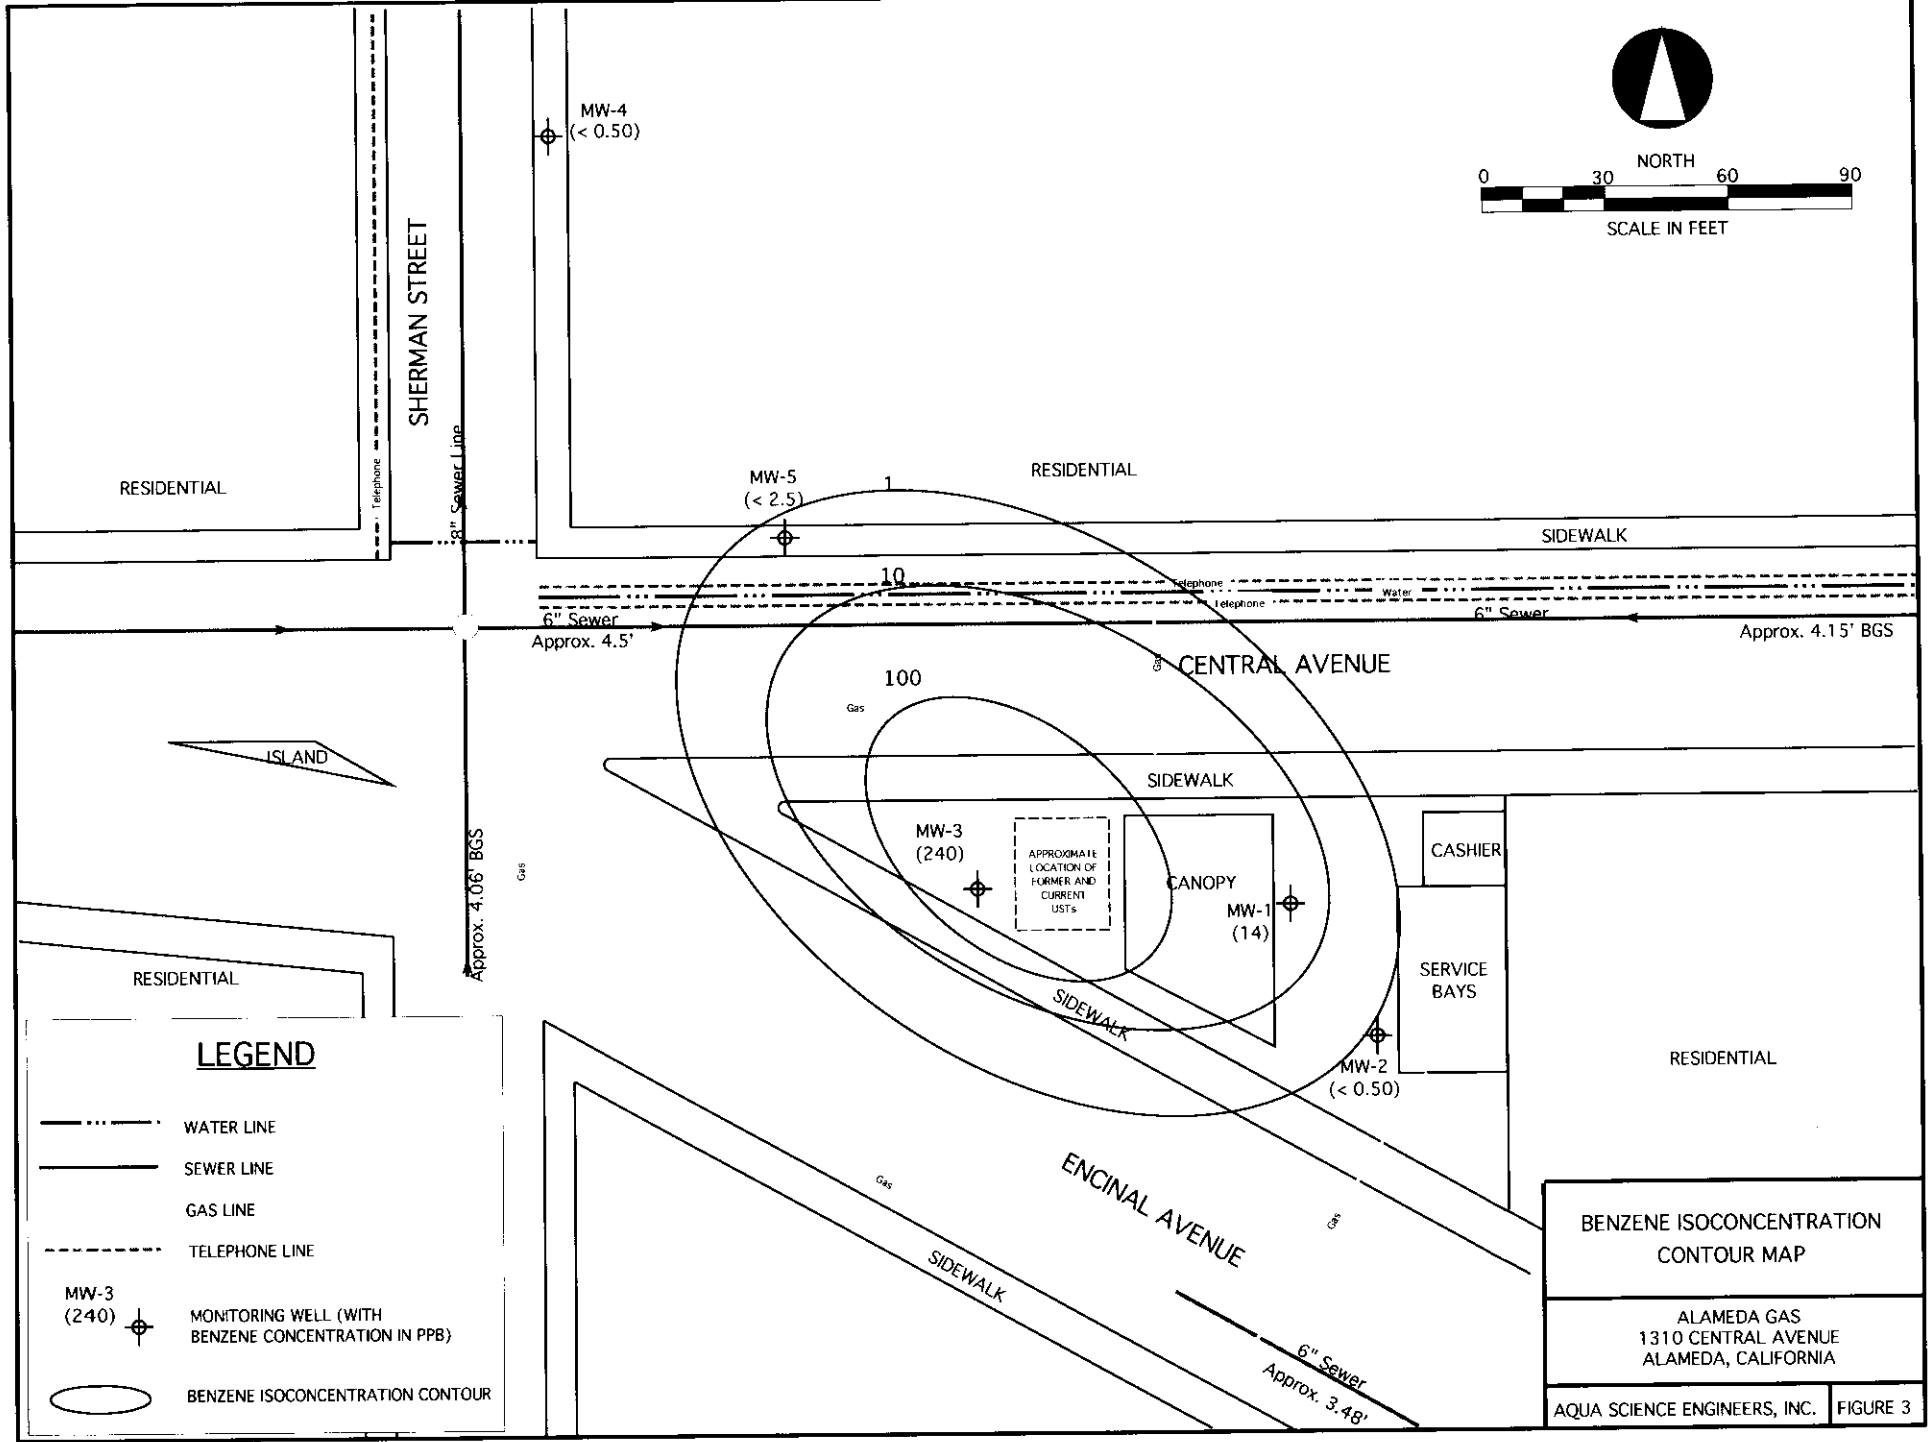 MW-4
(< 0.50)
NORTH
0 30 60 90
SCALE IN FEET
SHERMAN STREET
8" Sewer Line
Telephone
RESIDENTIAL
MW-5
(< 2.5)
1
RESIDENTIAL
SIDEWALK
10
Telephone
Water
Telephone
6" Sewer
Approx. 4.5'
6" Sewer
Approx. 4.15' BGS
Gas
CENTRAL AVENUE
100
Gas
ISLAND
SIDEWALK
Approx. 4.06' BGS
Gas
MW-3
(240)
APPROXIMATE
LOCATION OF
FORMER AND
CURRENT
USTs
CANOPY
MW-1
(14)
CASHIER
SERVICE
BAYS
RESIDENTIAL
SIDEWALK
MW-2
(< 0.50)
RESIDENTIAL
ENCINAL AVENUE
Gas
Gas
SIDEWALK
6" Sewer
Approx. 3.48'
LEGEND
WATER LINE
SEWER LINE
GAS LINE
TELEPHONE LINE
MW-3
(240)
MONITORING WELL (WITH
BENZENE CONCENTRATION IN PPB)
BENZENE ISOCONCENTRATION CONTOUR
BENZENE ISOCONCENTRATION
CONTOUR MAP
ALAMEDA GAS
1310 CENTRAL AVENUE
ALAMEDA, CALIFORNIA
AQUA SCIENCE ENGINEERS, INC.
FIGURE 3